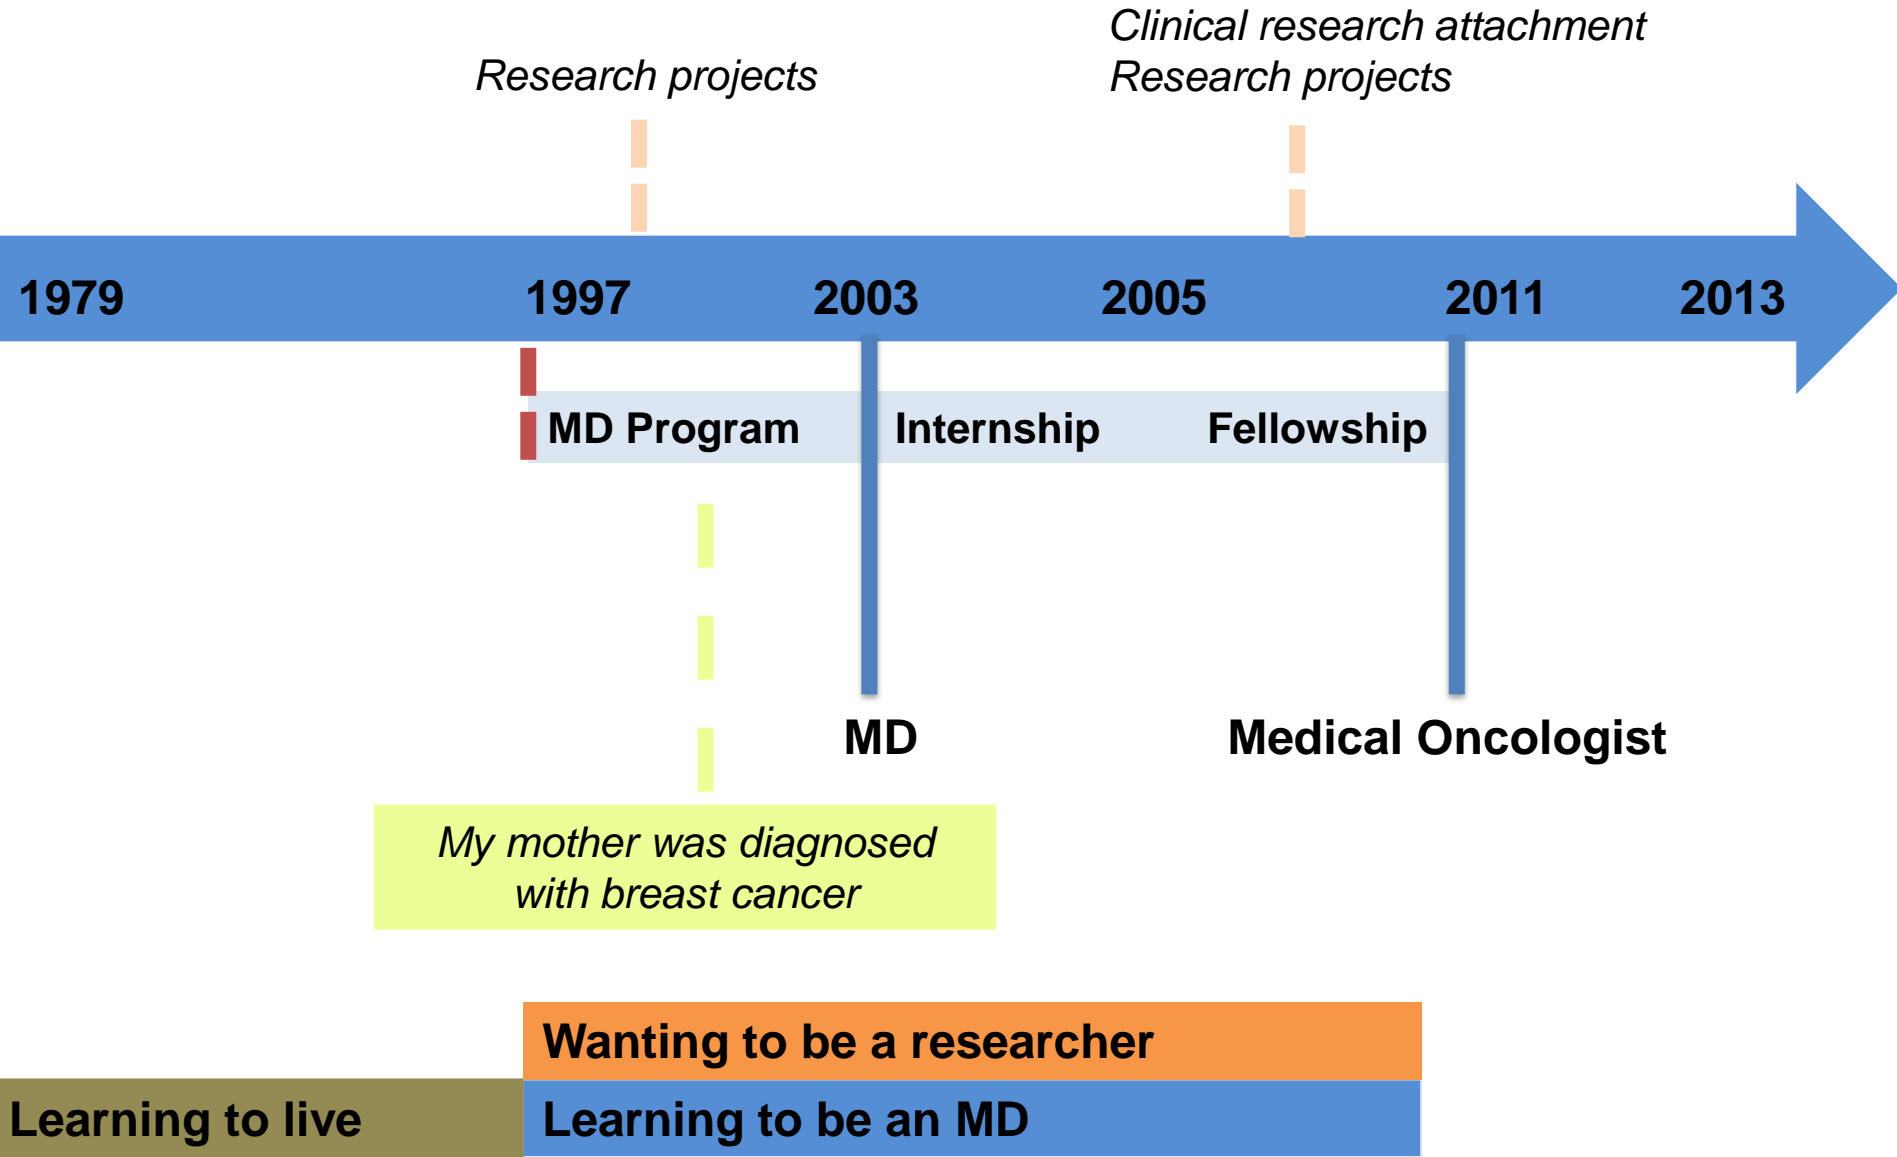 Research projects
Clinical research attachment
Research projects
1979 1997 2003 2005 2011 2013
MD Program Internship Fellowship
MD Medical Oncologist
My mother was diagnosed
with breast cancer
Wanting to be a researcher
Learning to live Learning to be an MD